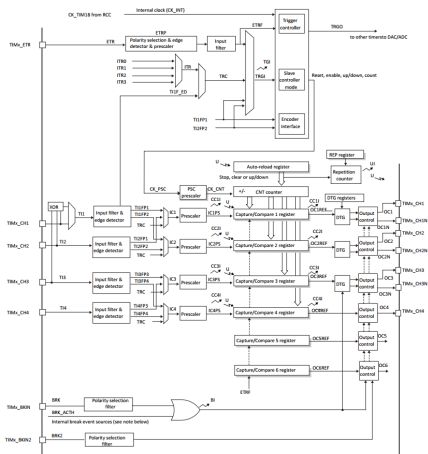 Internal clock (CK_INT)
CK_TIM18 from RCC
TIMx_ETR
ETR
Polarity selection & edge
detector & prescaler
ETRP
Input
filter
ETRF
Trigger
controller
TRGO
to other timersto DAC/ADC
ITR0
ITR1
ITR2
ITR3
ITR
TRC
TI1F_ED
TGI
TRGI
Slave
controller
mode
Reset, enable, up/down, count
TI1FP1
TI2FP2
Encoder
Interface
REP register
U
Auto-reload register
Stop, clear or up/down
Repetition
counter
UI
U
CK_PSC
PSC
prescaler
CK_CNT
+/-
CNT counter
DTG registers
XOR
TIMx_CH1
TI1
Input filter &
edge detector
TI1FP1
TI1FP2
TRC
IC1
Prescaler
IC1PS
CC1I
U
Capture/Compare 1 register
CC1I
OC1REF
DTG
Output
control
OC1
OC1N
TIMx_CH1
TIMx_CH1N
TIMx_CH2
TI2
Input filter &
edge detector
TI2FP1
TI2FP2
TRC
IC2
Prescaler
IC2PS
CC2I
U
Capture/Compare 2 register
CC2I
OC2REF
DTG
Output
control
OC2
OC2N
TIMx_CH2
TIMx_CH2N
TIMx_CH3
TI3
Input filter &
edge detector
TI3FP3
TI3FP4
TRC
IC3
Prescaler
IC3PS
CC3I
U
Capture/Compare 3 register
CC3I
OC3REF
DTG
Output
control
OC3
OC3N
TIMx_CH3
TIMx_CH3N
TIMx_CH4
TI4
Input filter &
edge detector
TI4FP3
TI4FP4
TRC
IC4
Prescaler
IC4PS
CC4I
U
Capture/Compare 4 register
CC4I
OC4REF
Output
control
OC4
TIMx_CH4
Capture/Compare 5 register
OC5REF
Output
control
OC5
Capture/Compare 6 register
OC6REF
Output
control
OC6
ETRF
TIMx_BKIN
BRK
Polarity selection
filter
BRK_ACTH
Internal break event sources (see note below)
BI
TIMx_BKIN2
BRK2
Polarity selection
filter